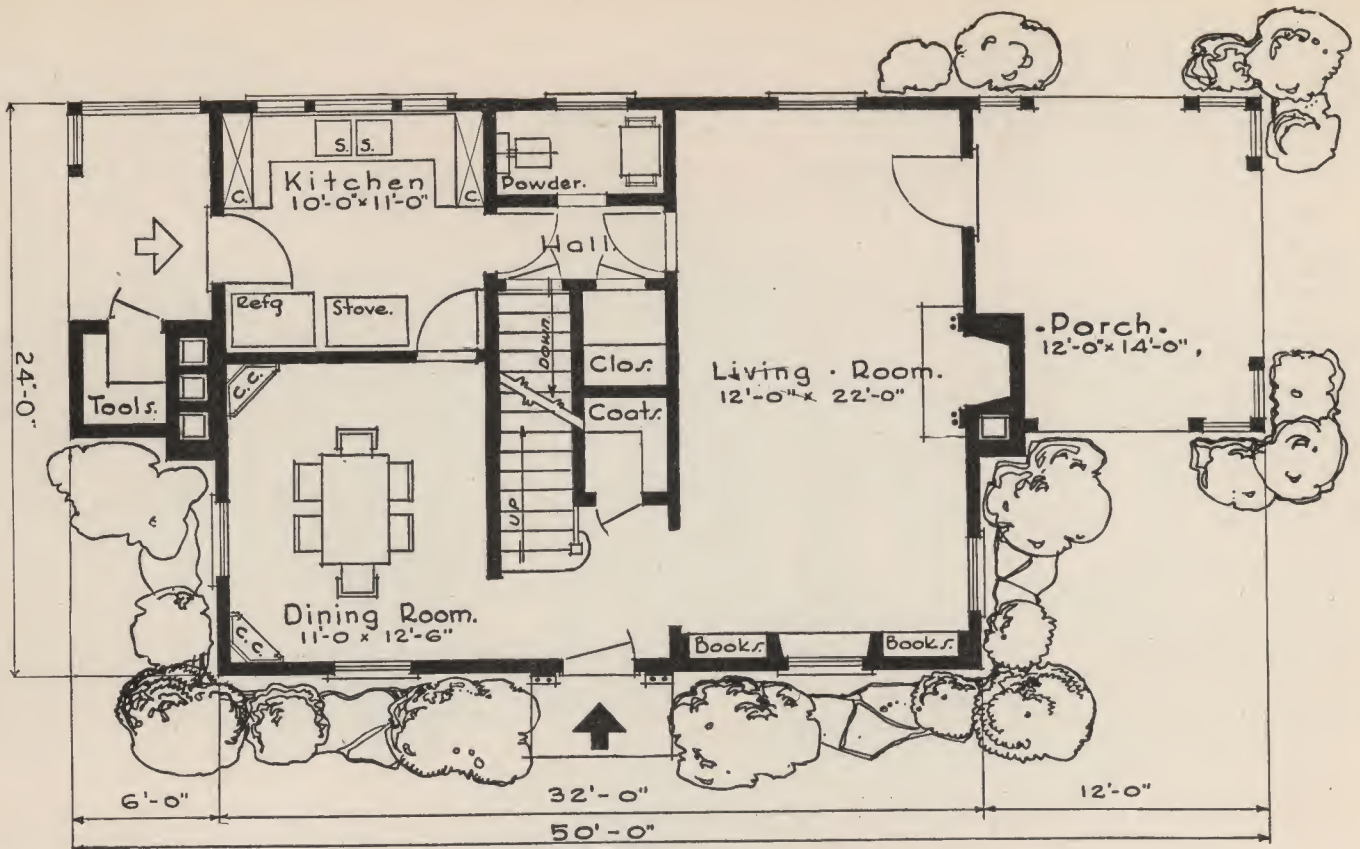 S. S.
C.
Kitchen
10'-0" x 11'-0"
C.
Powder.
Hall.
Refg
Stove.
Down.
Clos.
Porch.
12'-0" x 14'-0",
24'-0"
Tools.
C.C.
Living · Room.
12'-0" x 22'-0"
Coats.
UP
Dining Room.
11'-0 x 12'-6"
C.C.
Books.
Books.
6'-0"
32'-0"
12'-0"
50'-0"